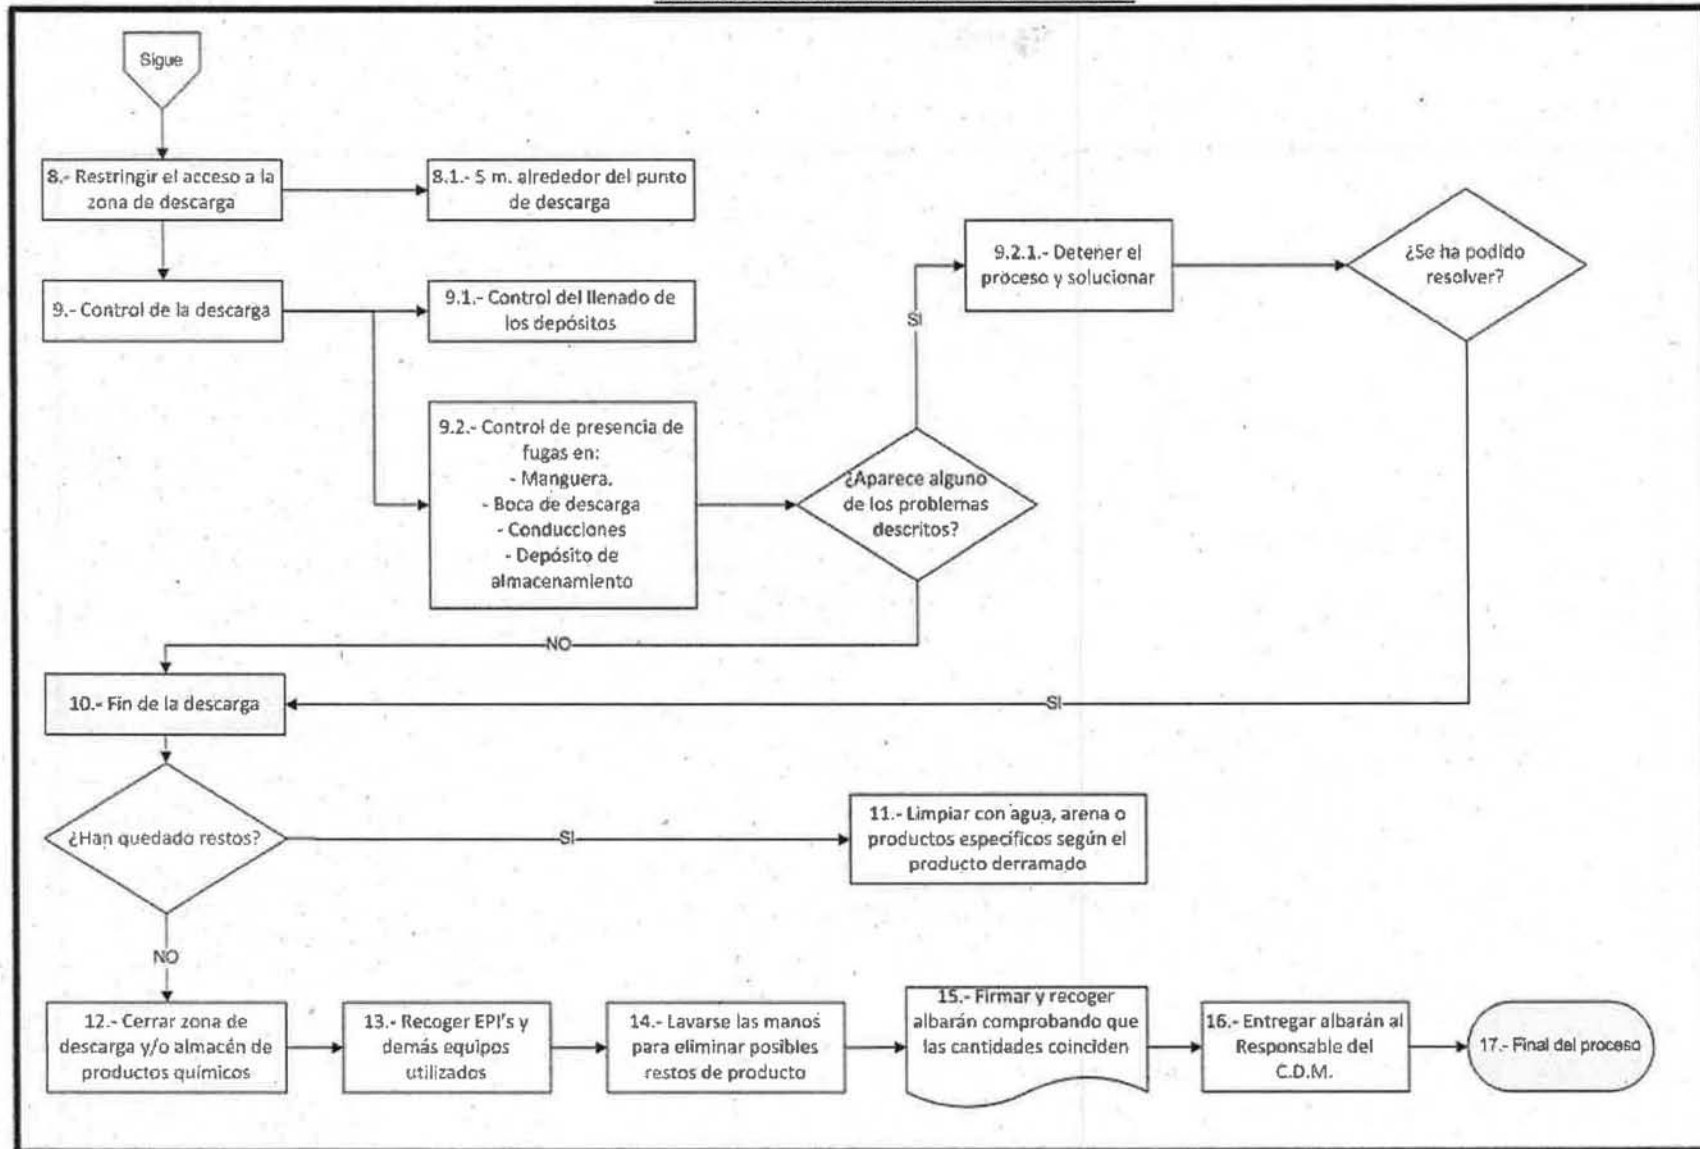 Sigue
8.- Restringir el acceso a la
zona de descarga
8.1.- 5 m. alrededor del punto
de descarga
9.- Control de la descarga
9.1.- Control del llenado de
los depósitos
9.2.- Control de presencia de
fugas en:
- Manguera.
- Boca de descarga
- Conducciones
- Depósito de
almacenamiento
¿Aparece alguno
de los problemas
descritos?
SI
9.2.1.- Detener el
proceso y solucionar
¿Se ha podido
resolver?
NO
SI
10.- Fin de la descarga
¿Han quedado restos?
SI
11.- Limpiar con agua, arena o
productos específicos según el
producto derramado
NO
12.- Cerrar zona de
descarga y/o almacén de
productos químicos
13.- Recoger EPI's y
demás equipos
utilizados
14.- Lavarse las manos
para eliminar posibles
restos de producto
15.- Firmar y recoger
albarán comprobando que
las cantidades coinciden
16.- Entregar albarán al
Responsable del
C.D.M.
17.- Final del proceso